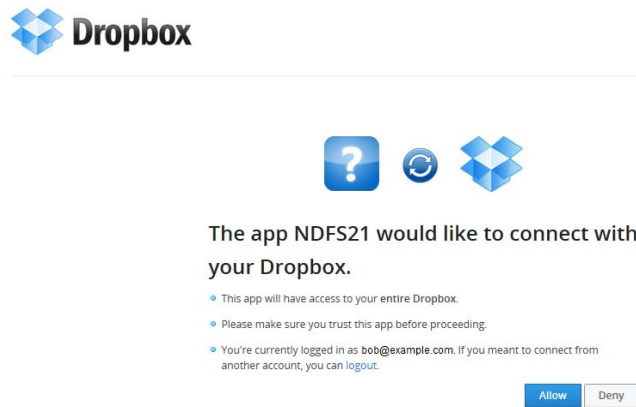 Dropbox
?
The app NDFS21 would like to connect with
your Dropbox.
This app will have access to your entire Dropbox.
Please make sure you trust this app before proceeding.
You're currently logged in as bob@example.com. If you meant to connect from
another account, you can logout.
Allow Deny